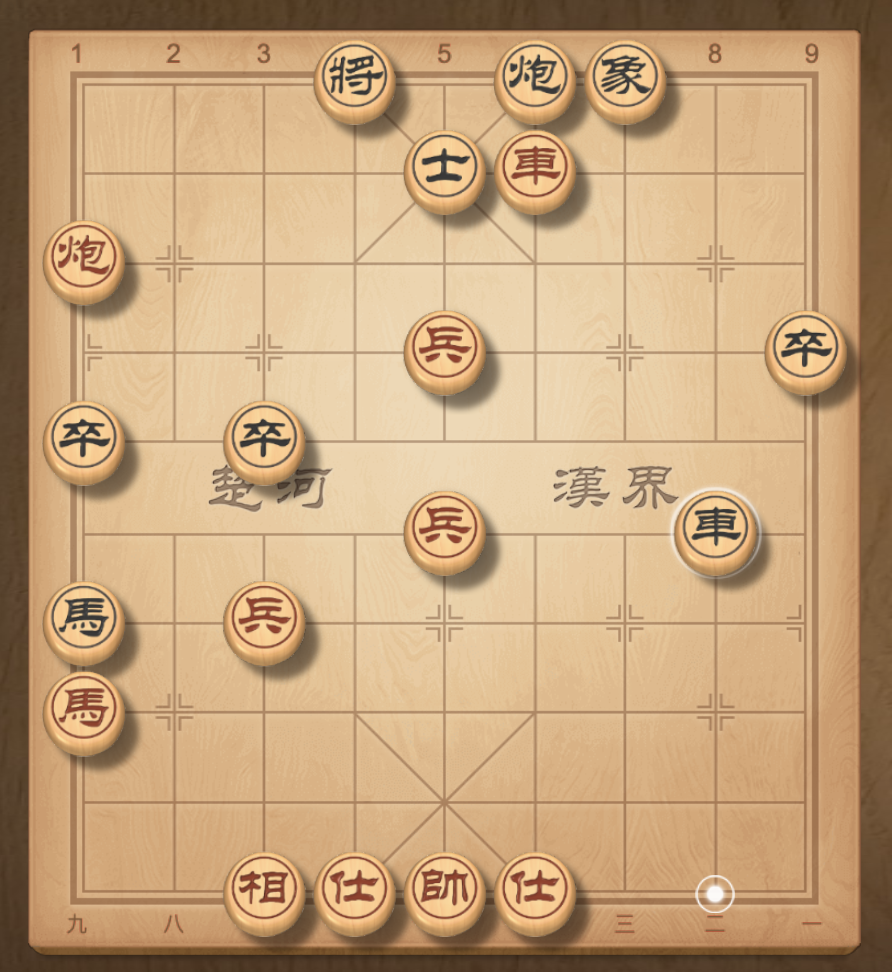 1 2 3 5 8 9
將 炮 象
士 車
炮
兵 卒
卒 卒
楚河 漢界
兵 車
馬 兵
馬
相 仕 帥 仕
九 八 三 二 一